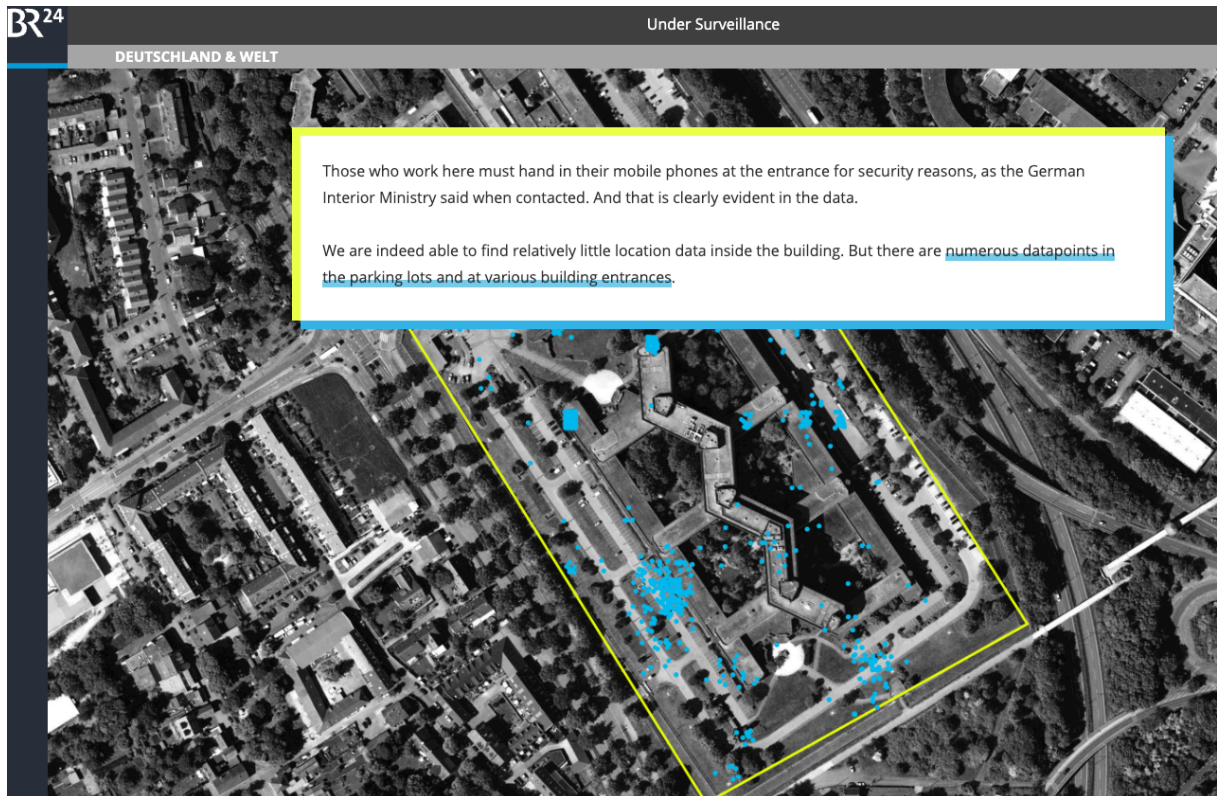 BR24
Under Surveillance
DEUTSCHLAND & WELT
Those who work here must hand in their mobile phones at the entrance for security reasons, as the German
Interior Ministry said when contacted. And that is clearly evident in the data.
We are indeed able to find relatively little location data inside the building. But there are numerous datapoints in
the parking lots and at various building entrances.